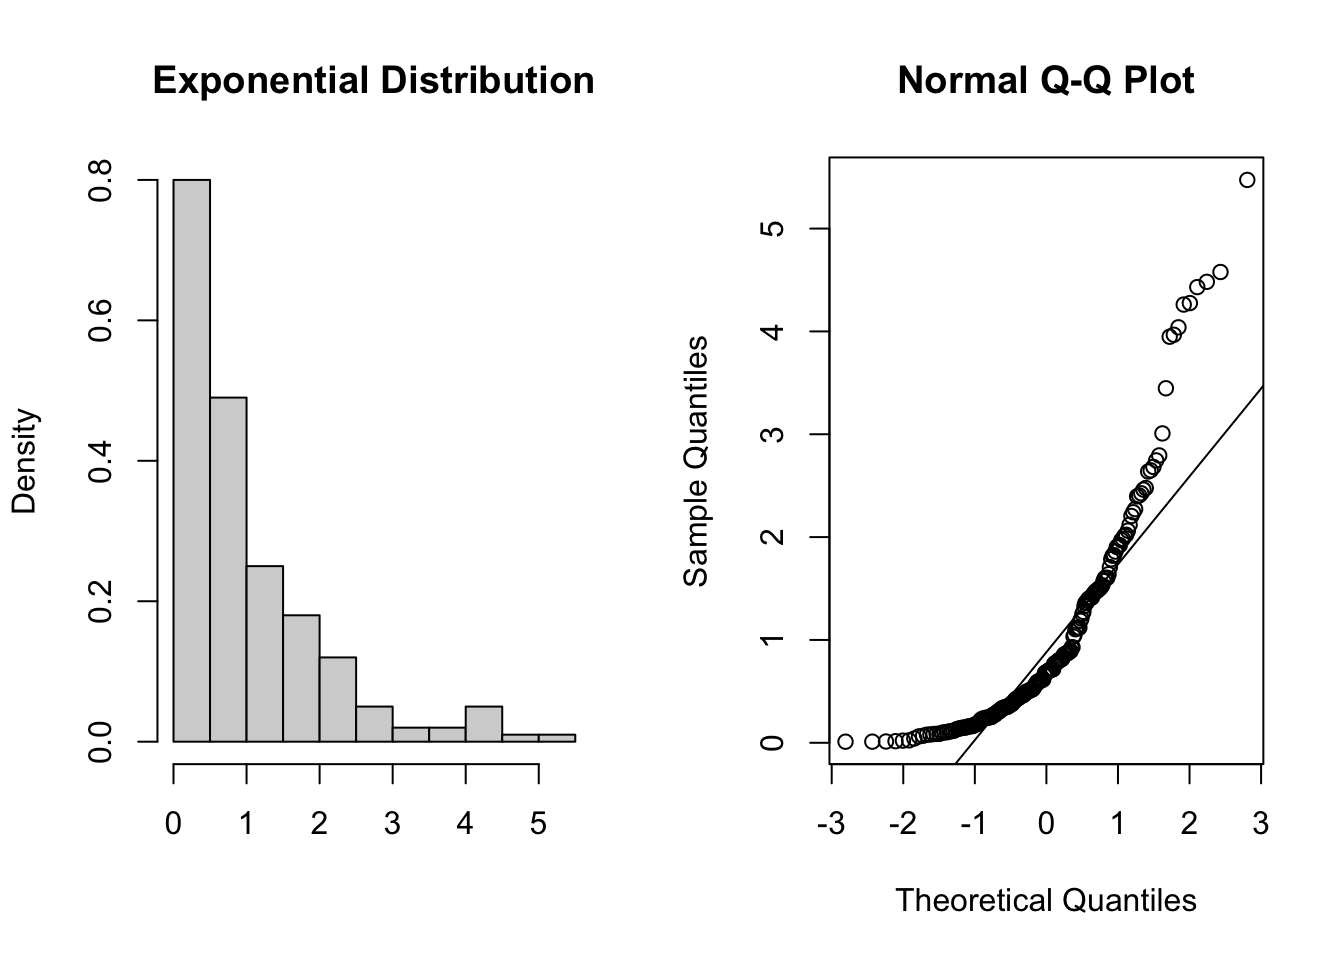 Exponential Distribution
Density
0.0 0.2 0.4 0.6 0.8
0 1 2 3 4 5
Normal Q-Q Plot
Sample Quantiles
0 1 2 3 4 5
-3 -2 -1 0 1 2 3
Theoretical Quantiles